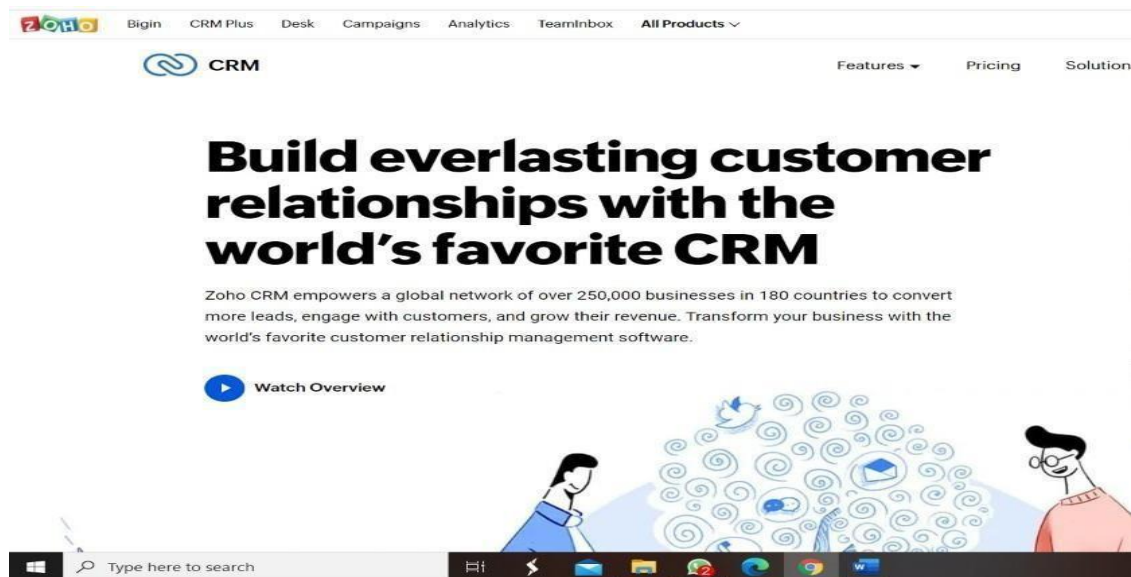 ZOHO Bigin CRM Plus Desk Campaigns Analytics TeamInbox All Products
CRM Features Pricing Solution
Build everlasting customer
relationships with the
world's favorite CRM
Zoho CRM empowers a global network of over 250,000 businesses in 180 countries to convert
more leads, engage with customers, and grow their revenue. Transform your business with the
world's favorite customer relationship management software.
Watch Overview
Type here to search
2
W